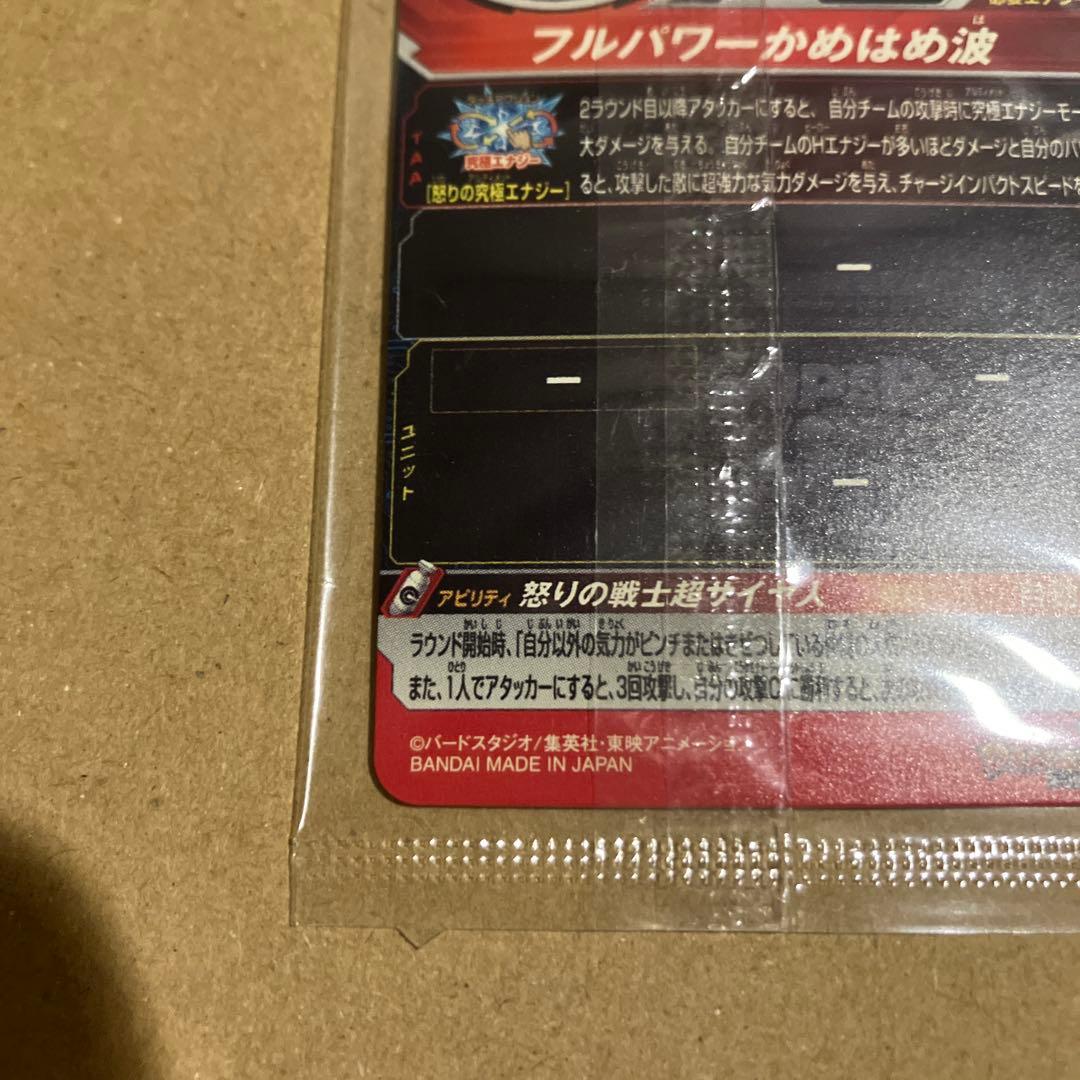 フルパワーかめはめ波
2ラウンド目以降アタッカーにすると、自分チームの攻撃時に究極エナジーモー
大ダメージを与える。自分チームのHエナジーが多いほどダメージと自分のパ
ると、攻撃した敵に超強力な気力ダメージを与え、チャージインパクトスピードを
TAA
究極エナジー
[怒りの究極エナジー]
ー
ー
ー
ユニット
ー
アビリティ 怒りの戦士超サイヤ人
ラウンド開始時、「自分以外の気力がピンチまたはきぜつしている
また、1人でアタッカーにすると、3回攻撃し、自分の攻撃
©バードスタジオ/集英社・東映アニメーション
BANDAI MADE IN JAPAN